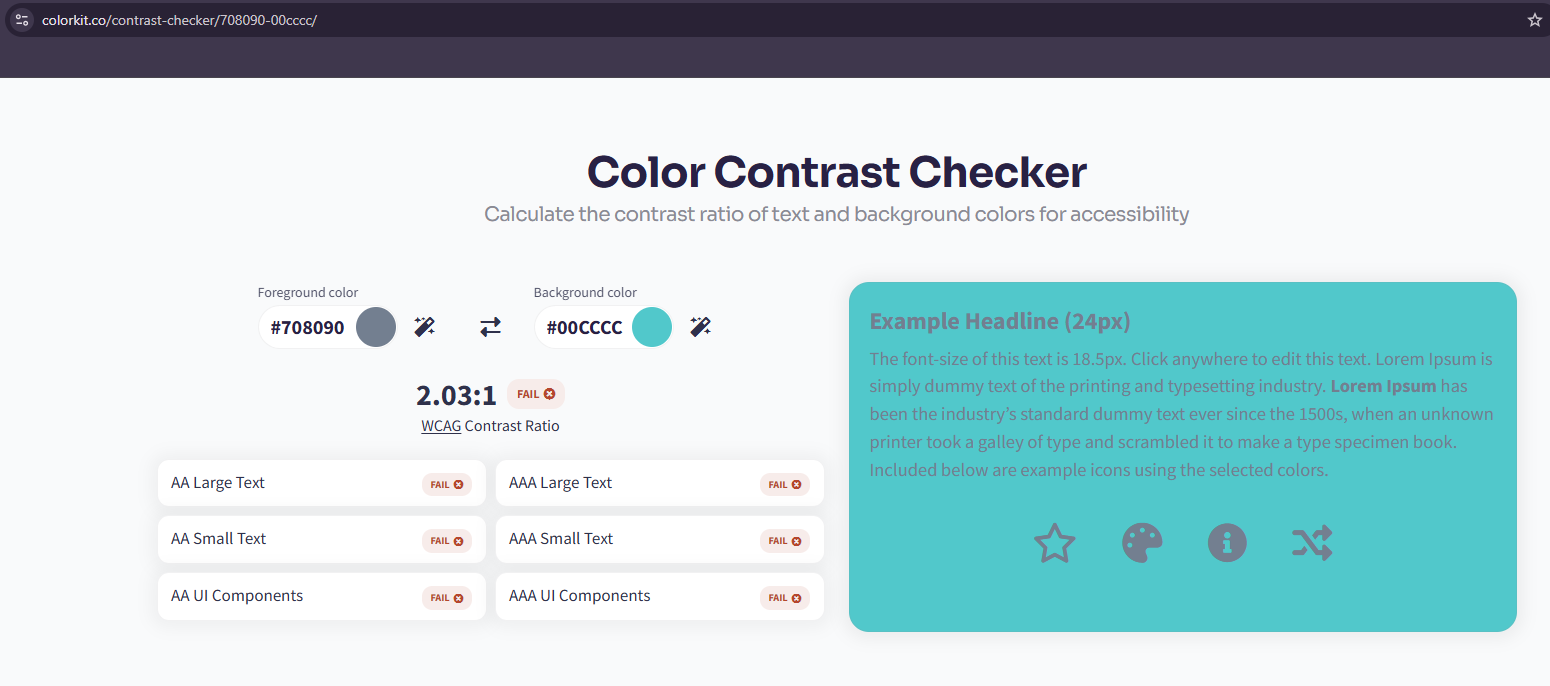 colorkit.co/contrast-checker/708090-00cccc/
Color Contrast Checker
Calculate the contrast ratio of text and background colors for accessibility
Foreground color
#708090
Background color
#00CCCC
2.03:1 FAIL
WCAG Contrast Ratio
AA Large Text FAIL
AAA Large Text FAIL
AA Small Text FAIL
AAA Small Text FAIL
AA UI Components FAIL
AAA UI Components FAIL
Example Headline (24px)
The font-size of this text is 18.5px. Click anywhere to edit this text. Lorem Ipsum is
simply dummy text of the printing and typesetting industry. Lorem Ipsum has
been the industry’s standard dummy text ever since the 1500s, when an unknown
printer took a galley of type and scrambled it to make a type specimen book.
Included below are example icons using the selected colors.